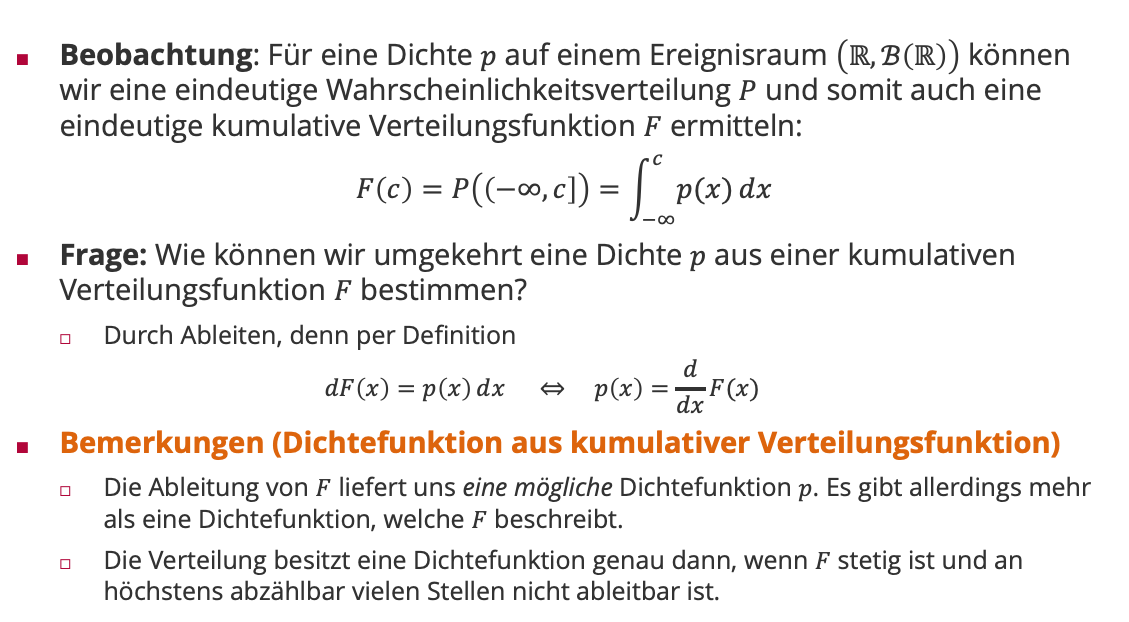 ▪ Beobachtung: Für eine Dichte p auf einem Ereignisraum (ℝ, ℬ(ℝ)) können
wir eine eindeutige Wahrscheinlichkeitsverteilung P und somit auch eine
eindeutige kumulative Verteilungsfunktion F ermitteln:
F(c) = P((−∞, c]) = ∫_{−∞}^{c} p(x) dx
▪ Frage: Wie können wir umgekehrt eine Dichte p aus einer kumulativen
Verteilungsfunktion F bestimmen?
▫ Durch Ableiten, denn per Definition
dF(x) = p(x) dx ⇔ p(x) = d/dx F(x)
▪ Bemerkungen (Dichtefunktion aus kumulativer Verteilungsfunktion)
▫ Die Ableitung von F liefert uns eine mögliche Dichtefunktion p. Es gibt allerdings mehr
als eine Dichtefunktion, welche F beschreibt.
▫ Die Verteilung besitzt eine Dichtefunktion genau dann, wenn F stetig ist und an
höchstens abzählbar vielen Stellen nicht ableitbar ist.